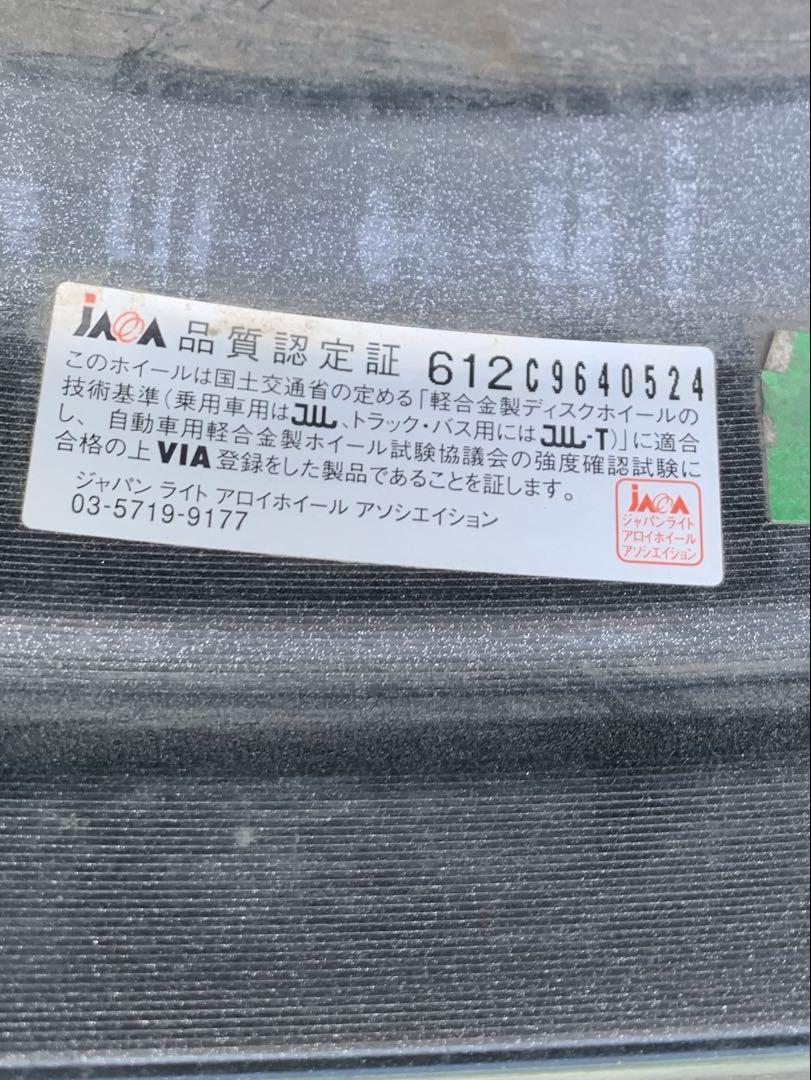 JAWA 品質認定証 612C9640524
このホイールは国土交通省の定める「軽合金製ディスクホイールの
技術基準(乗用車用はJWL、トラック・バス用にはJWL-T)」に適合
し、自動車用軽合金製ホイール試験協議会の強度確認試験に
合格の上VIA登録をした製品であることを証します。
ジャパン ライト アロイホイール アソシエイション
03-5719-9177
JAWA
ジャパンライト
アロイホイール
アソシエイション